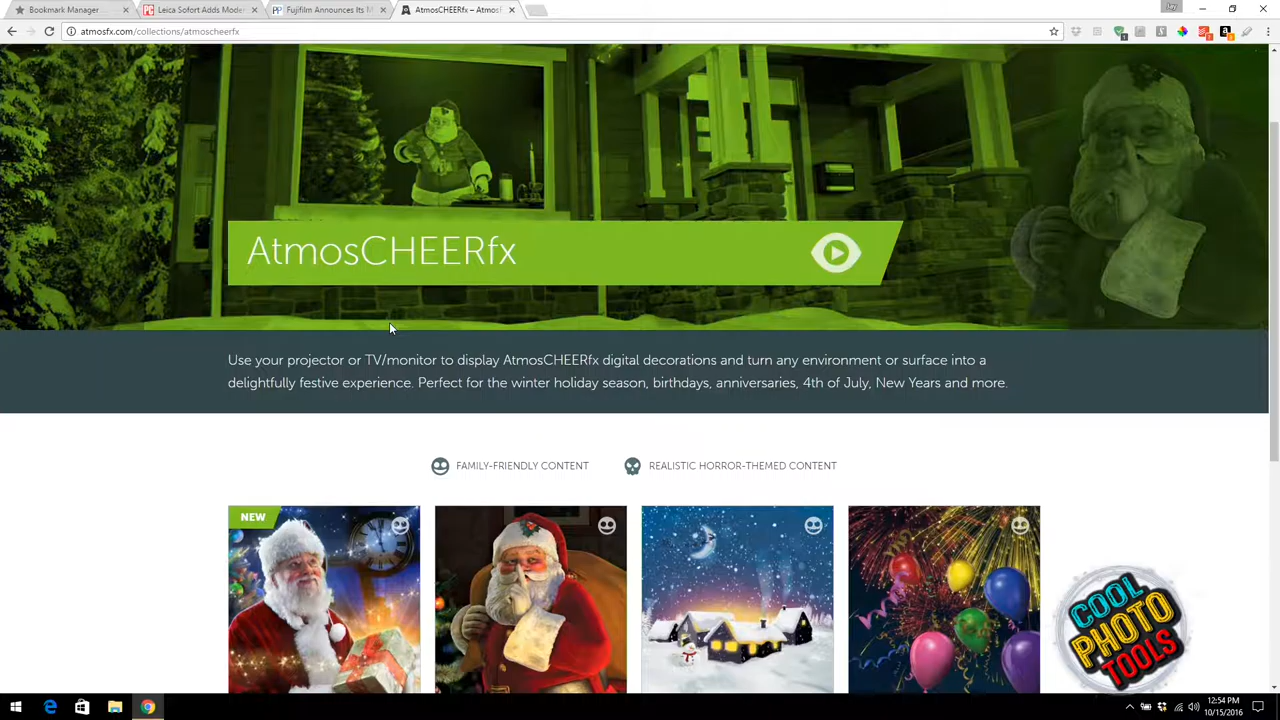 Bookmark Manager
Leica Sofort Adds Moder
Fujifilm Announces Its M
AtmosCHEERfx – AtmosF
atmosfx.com/collections/atmoscheerfx
AtmosCHEERfx
Use your projector or TV/monitor to display AtmosCHEERfx digital decorations and turn any environment or surface into a
delightfully festive experience. Perfect for the winter holiday season, birthdays, anniversaries, 4th of July, New Years and more.
FAMILY-FRIENDLY CONTENT
REALISTIC HORROR-THEMED CONTENT
NEW
COOL
PHOTO
TOOLS
12:54 PM
10/15/2016